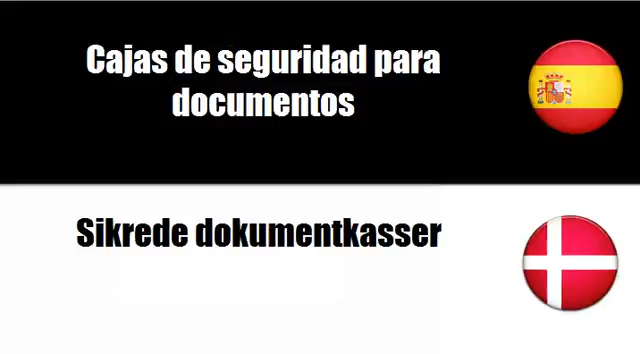 Cajas de seguridad para
documentos
Sikrede dokumentkasser